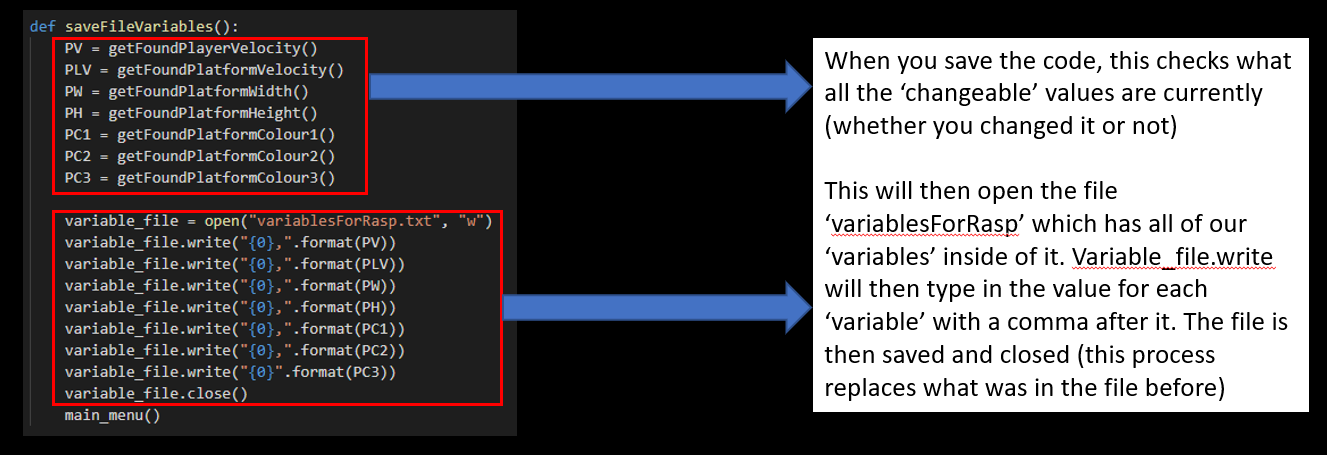 def saveFileVariables():
PV = getFoundPlayerVelocity()
PLV = getFoundPlatformVelocity()
PW = getFoundPlatformWidth()
PH = getFoundPlatformHeight()
PC1 = getFoundPlatformColour1()
PC2 = getFoundPlatformColour2()
PC3 = getFoundPlatformColour3()
variable_file = open("variablesForRasp.txt", "w")
variable_file.write("{0},".format(PV))
variable_file.write("{0},".format(PLV))
variable_file.write("{0},".format(PW))
variable_file.write("{0},".format(PH))
variable_file.write("{0},".format(PC1))
variable_file.write("{0},".format(PC2))
variable_file.write("{0}".format(PC3))
variable_file.close()
main_menu()
When you save the code, this checks what
all the ‘changeable’ values are currently
(whether you changed it or not)
This will then open the file
‘variablesForRasp’ which has all of our
‘variables’ inside of it. Variable_file.write
will then type in the value for each
‘variable’ with a comma after it. The file is
then saved and closed (this process
replaces what was in the file before)